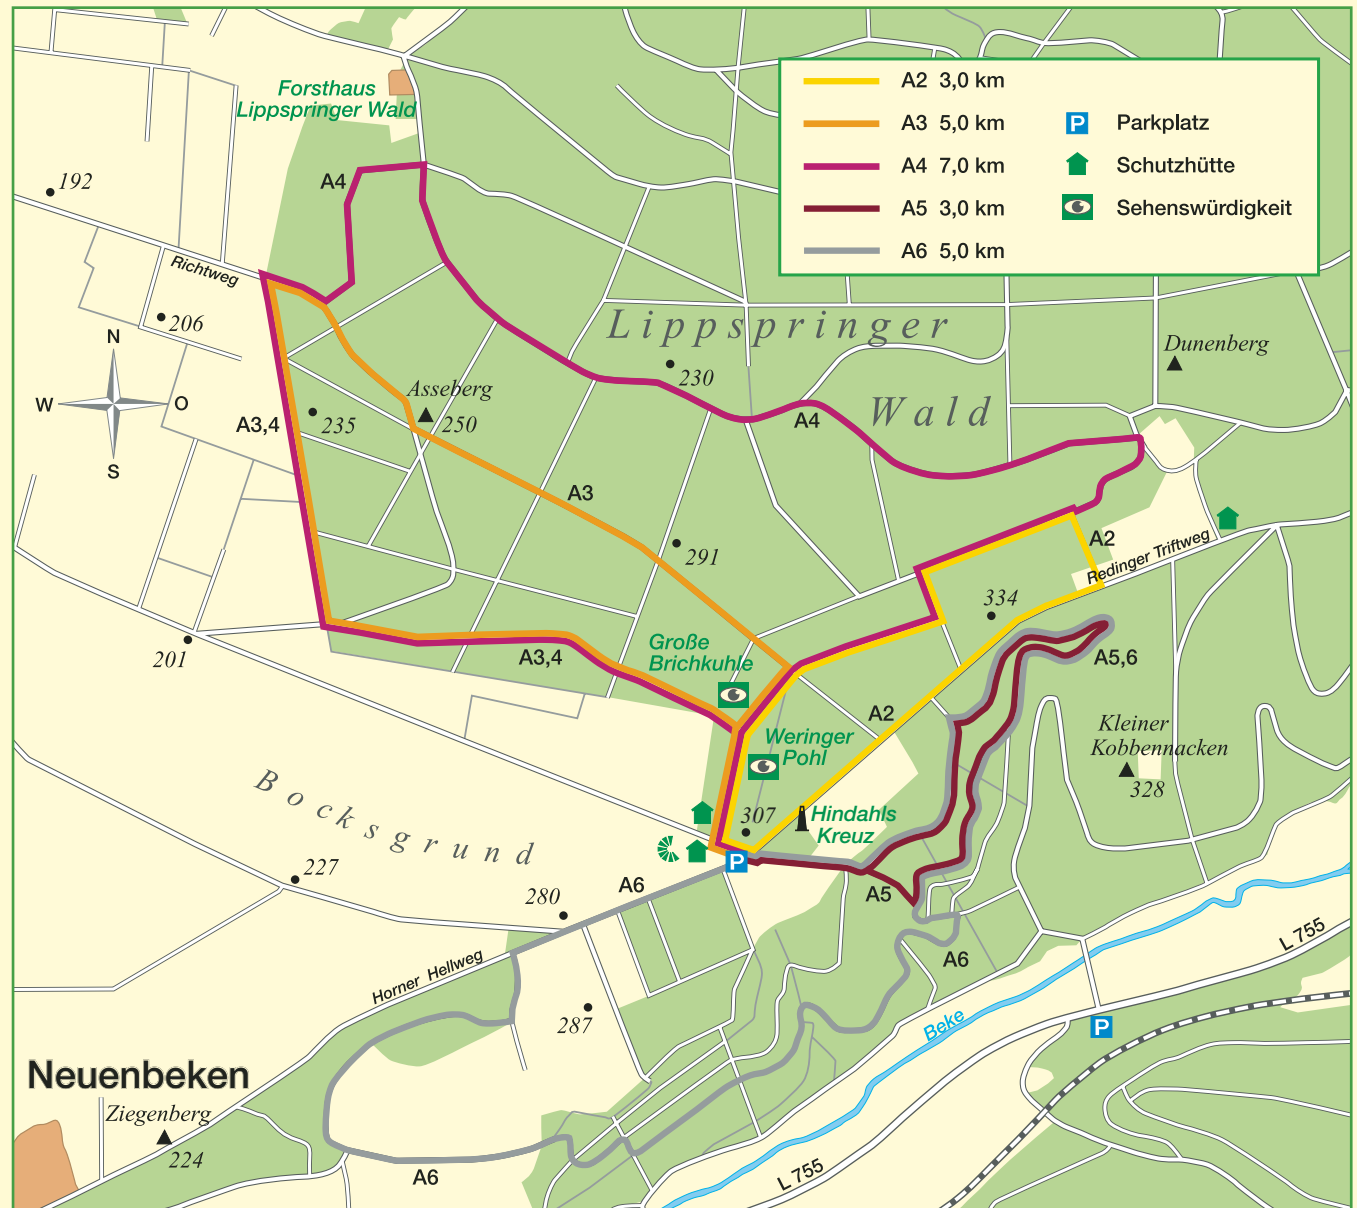 A2 3,0 km
A3 5,0 km
A4 7,0 km
A5 3,0 km
A6 5,0 km
P Parkplatz
Schutzhütte
Sehenswürdigkeit
Forsthaus
Lippspringer Wald
A4
192
Richtweg
206
N
W
O
S
Lippspringer
Wald
230
Dunenberg
Asseberg
250
235
A3,4
A4
A3
291
A2
Redinger Triftweg
334
201
A3,4
Große
Brichkuhle
A5,6
A2
Weringer
Pohl
Kleiner
Kobbennacken
328
Bocksgrund
307
Hindahls
Kreuz
P
227
A6
280
A5
A6
L 755
Horner Hellweg
287
Beke
P
Neuenbeken
Ziegenberg
224
A6
L 755